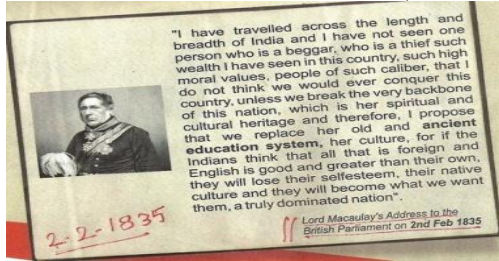 "I have travelled across the length and
breadth of India and I have not seen one
person who is a beggar, who is a thief such
wealth I have seen in this country, such high
moral values, people of such caliber, that I
do not think we would ever conquer this
country, unless we break the very backbone
of this nation, which is her spiritual and
cultural heritage and therefore, I propose
that we replace her old and ancient
education system, her culture, for if the
Indians think that all that is foreign and
English is good and greater than their own,
they will lose their selfesteem, their native
culture and they will become what we want
them, a truly dominated nation".
Lord Macaulay's Address to the
British Parliament on 2nd Feb 1835
2-2-1835